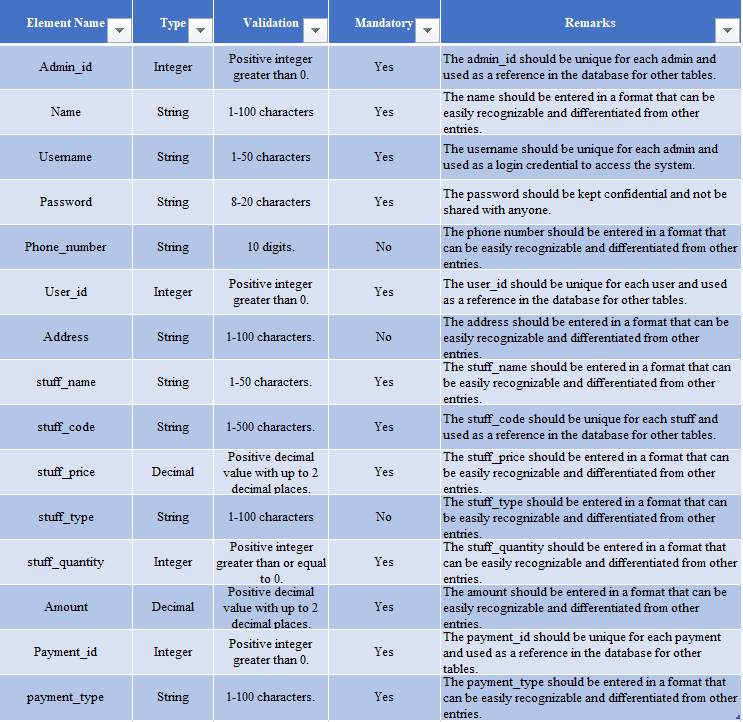 Element Name Type Validation Mandatory Remarks
Admin_id Integer Positive integer greater than 0. Yes The admin_id should be unique for each admin and
used as a reference in the database for other tables.
Name String 1-100 characters Yes The name should be entered in a format that can be
easily recognizable and differentiated from other
entries.
Username String 1-50 characters Yes The username should be unique for each admin and
used as a login credential to access the system.
Password String 8-20 characters Yes The password should be kept confidential and not be
shared with anyone.
Phone_number String 10 digits. No The phone number should be entered in a format that
can be easily recognizable and differentiated from other
entries.
User_id Integer Positive integer greater than 0. Yes The user_id should be unique for each user and used
as a reference in the database for other tables.
Address String 1-100 characters. No The address should be entered in a format that can be
easily recognizable and differentiated from other
entries.
stuff_name String 1-50 characters. Yes The stuff_name should be entered in a format that can
be easily recognizable and differentiated from other
entries.
stuff_code String 1-500 characters. Yes The stuff_code should be unique for each stuff and
used as a reference in the database for other tables.
stuff_price Decimal Positive decimal value with up to 2 decimal places. Yes The stuff_price should be entered in a format that can
be easily recognizable and differentiated from other
entries.
stuff_type String 1-100 characters No The stuff_type should be entered in a format that can
be easily recognizable and differentiated from other
entries.
stuff_quantity Integer Positive integer greater than or equal to 0. Yes The stuff_quantity should be entered in a format that
can be easily recognizable and differentiated from other
entries.
Amount Decimal Positive decimal value with up to 2 decimal places. Yes The amount should be entered in a format that can be
easily recognizable and differentiated from other
entries.
Payment_id Integer Positive integer greater than 0. Yes The payment_id should be unique for each payment
and used as a reference in the database for other
tables.
payment_type String 1-100 characters. Yes The payment_type should be entered in a format that
can be easily recognizable and differentiated from other
entries.